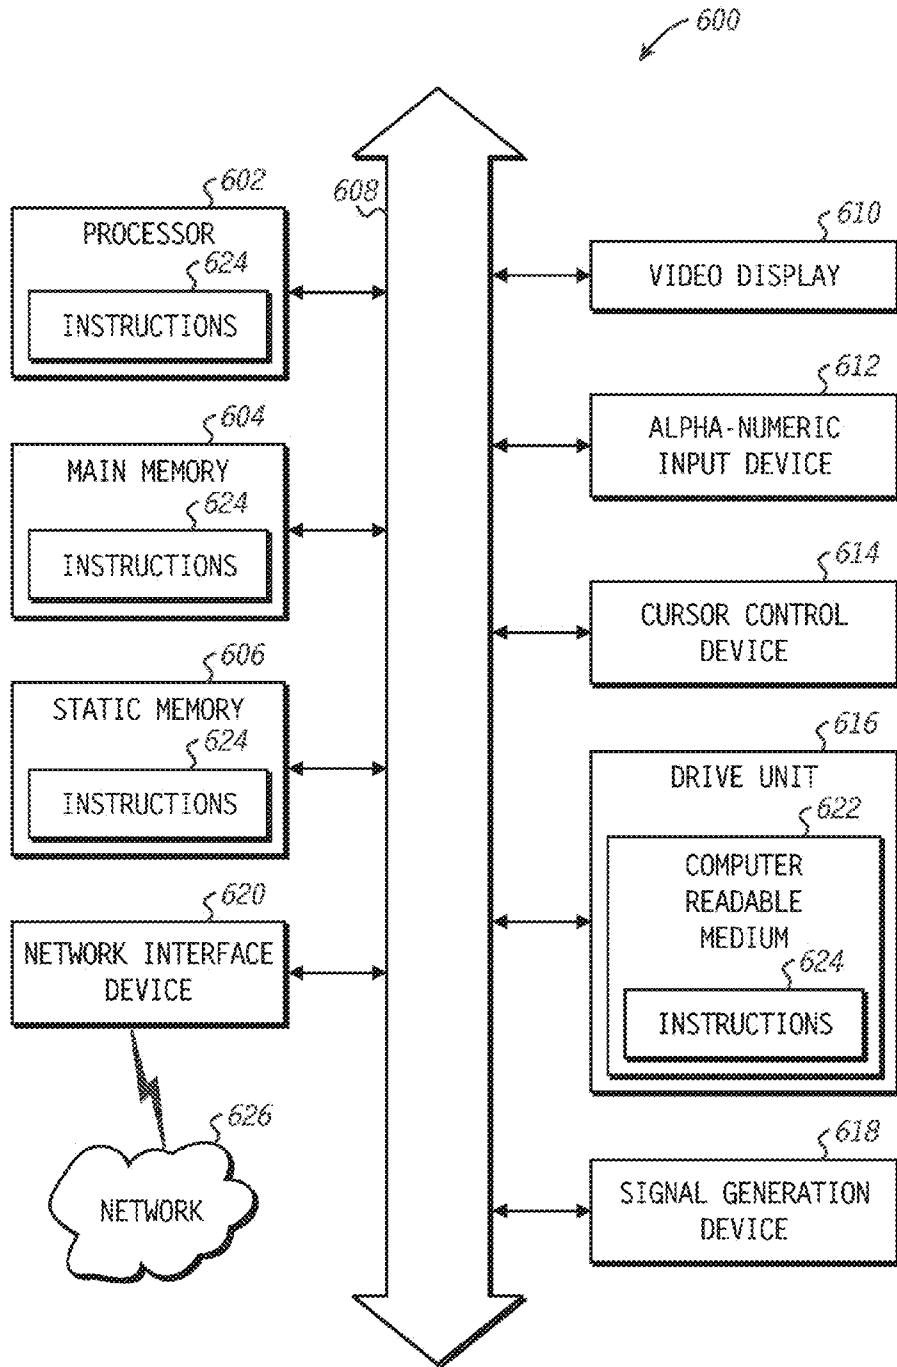 600
602
PROCESSOR
624
INSTRUCTIONS
604
MAIN MEMORY
624
INSTRUCTIONS
606
STATIC MEMORY
624
INSTRUCTIONS
620
NETWORK INTERFACE
DEVICE
626
NETWORK
608
610
VIDEO DISPLAY
612
ALPHA-NUMERIC
INPUT DEVICE
614
CURSOR CONTROL
DEVICE
616
DRIVE UNIT
622
COMPUTER
READABLE
MEDIUM
624
INSTRUCTIONS
618
SIGNAL GENERATION
DEVICE